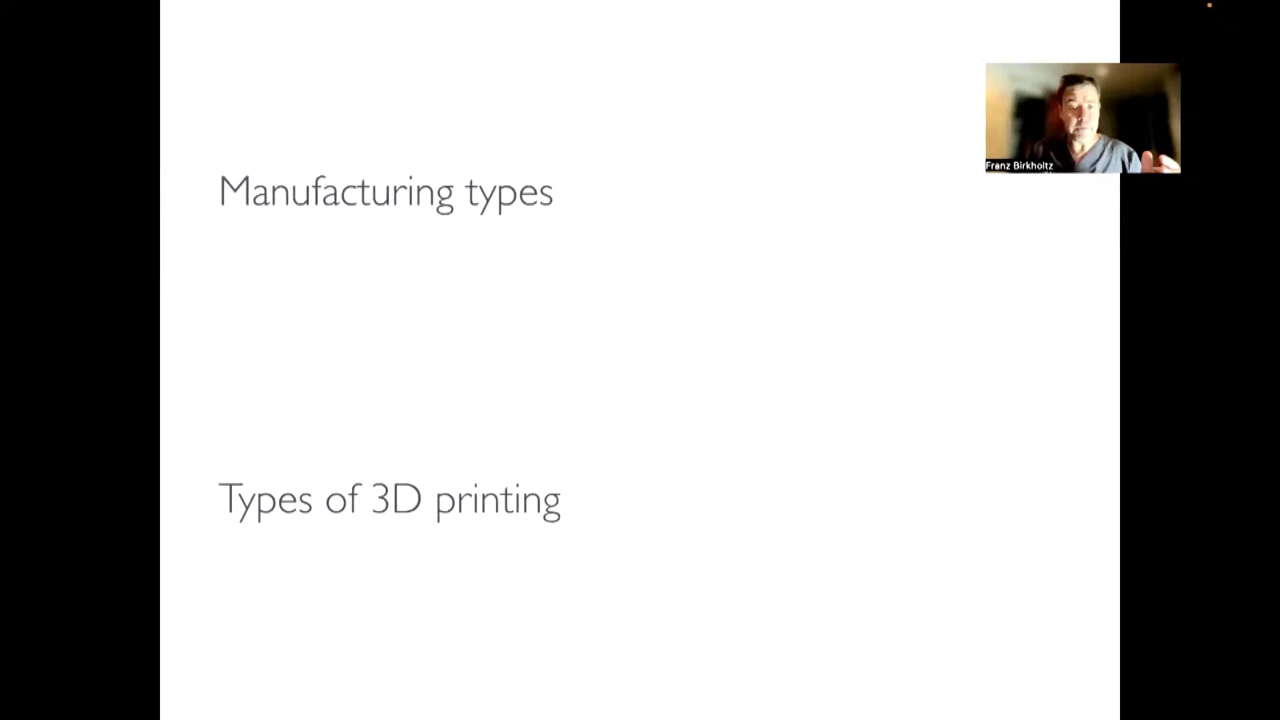 Franz Birkholtz
Manufacturing types
Types of 3D printing